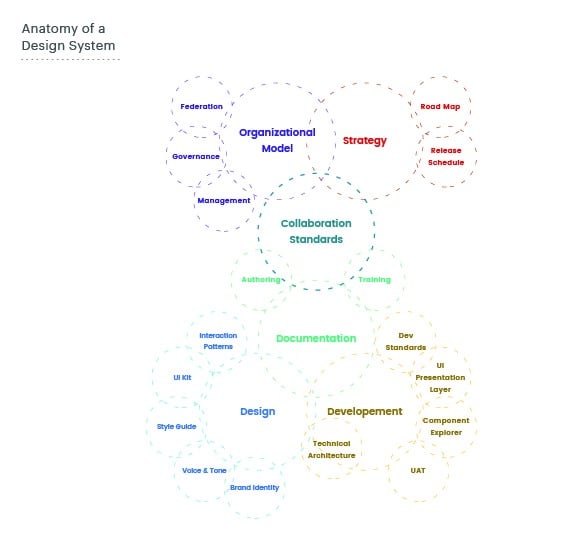 Anatomy of a
Design System
Federation
Organizational
Model
Governance
Management
Strategy
Road Map
Release
Schedule
Collaboration
Standards
Authoring
Training
Documentation
Interaction
Patterns
UI Kit
Design
Style Guide
Voice & Tone
Brand Identity
Dev
Standards
UI
Presentation
Layer
Developement
Component
Explorer
Technical
Architecture
UAT